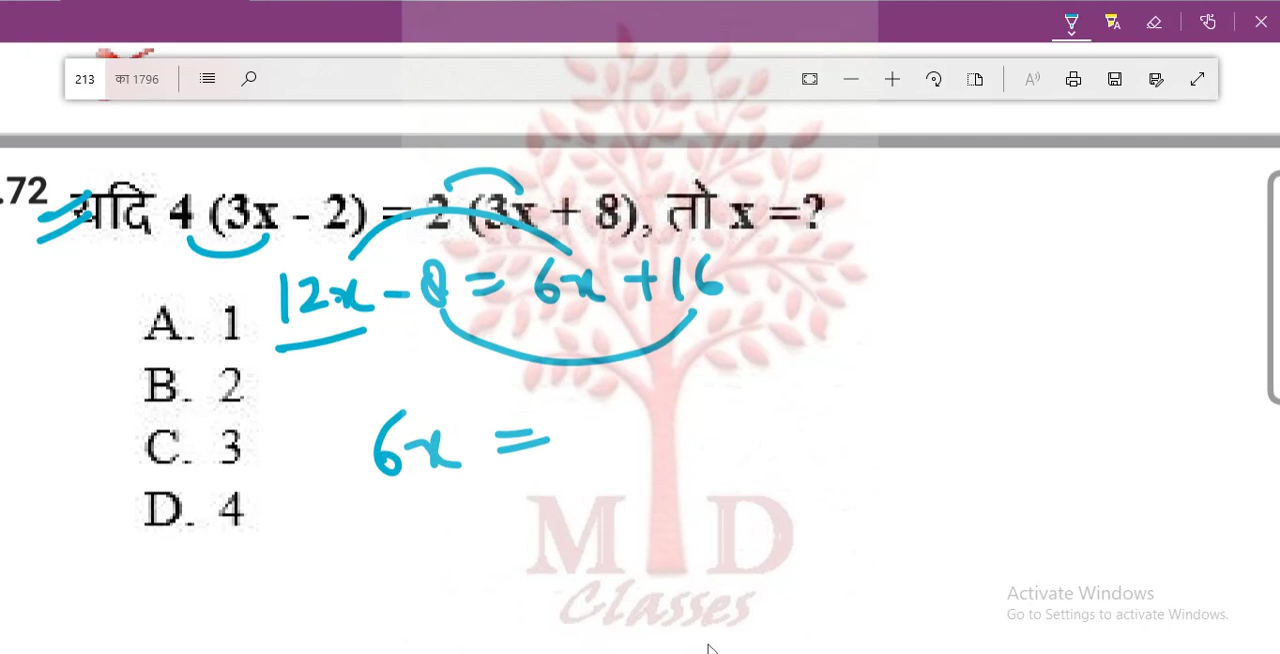 213 का 1796
.72 यदि 4 (3x - 2) = 2 (3x + 8), तो x =?
12x - 8 = 6x + 16
A. 1
B. 2
C. 3
6x =
D. 4
M D
Classes
Activate Windows
Go to Settings to activate Windows.